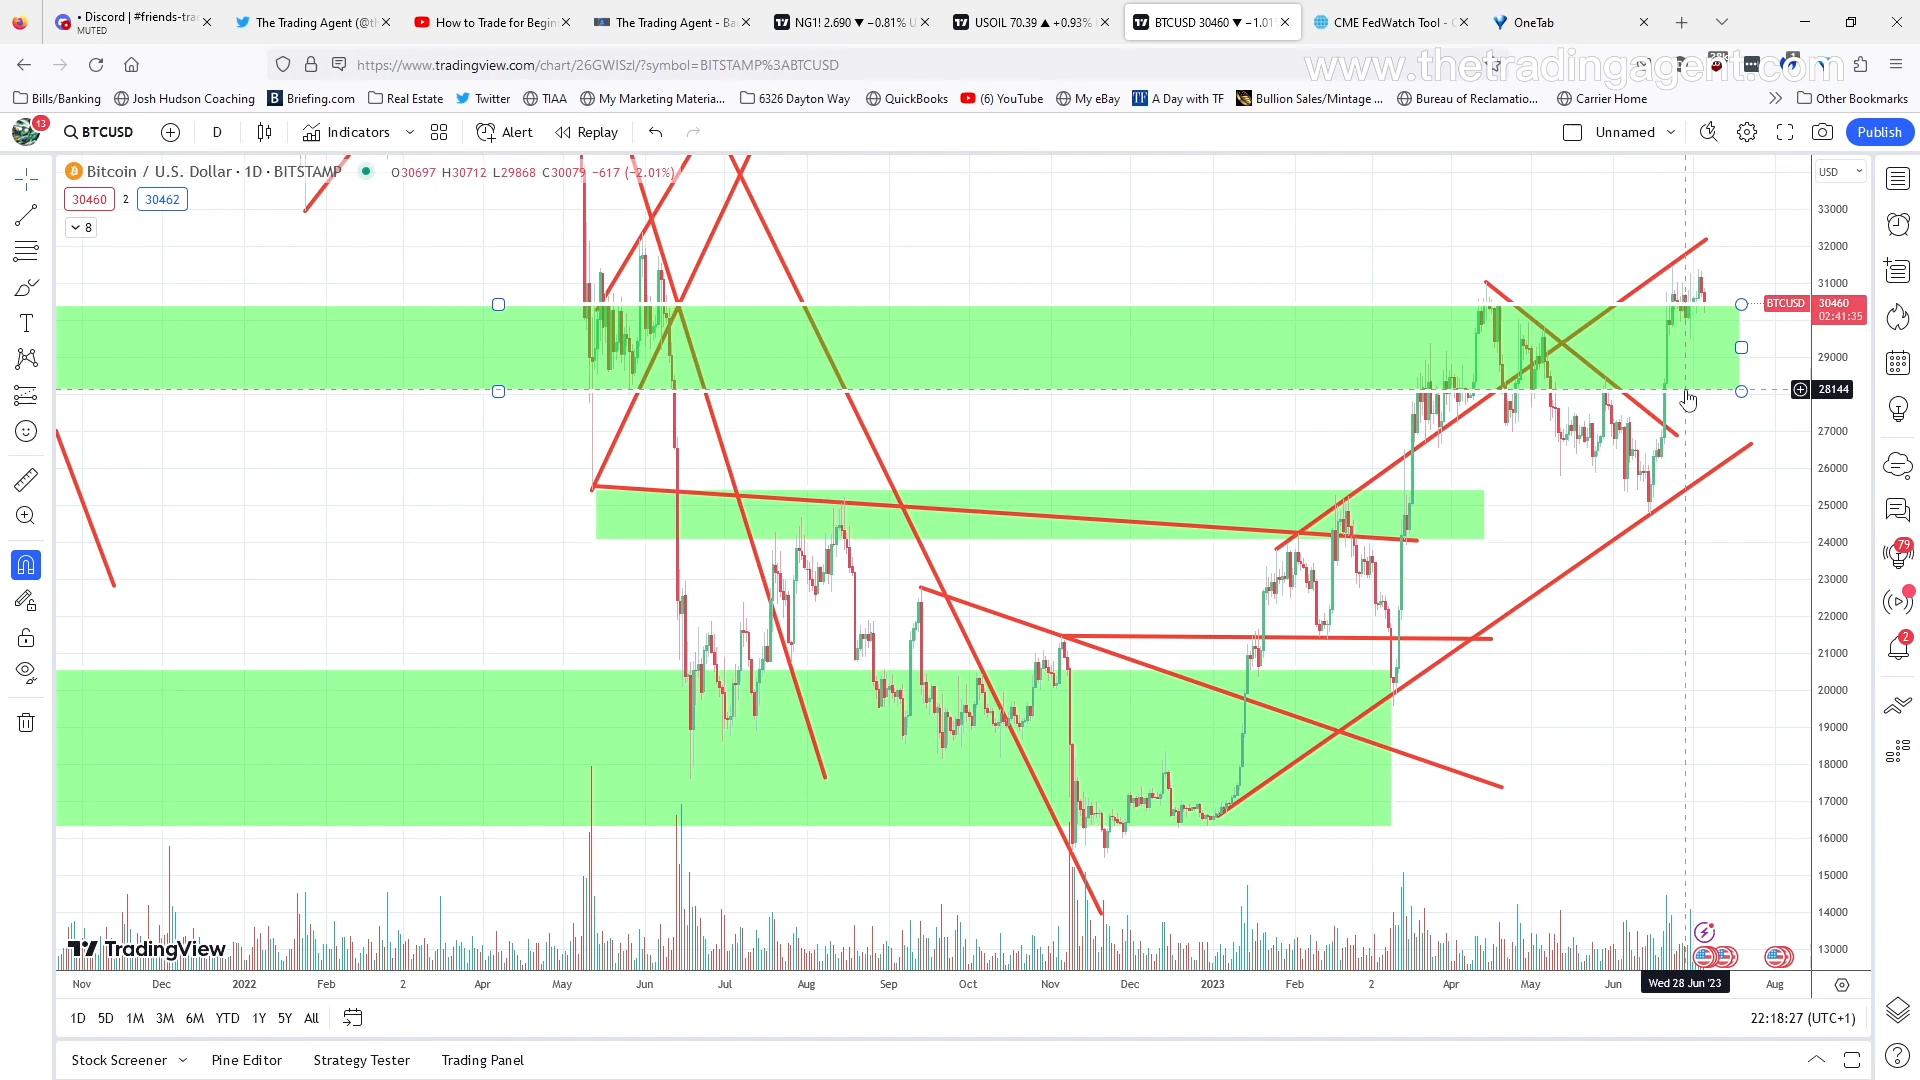 • Discord | #friends-tra
MUTED
The Trading Agent (@th
How to Trade for Begin
The Trading Agent - Ba
NG1! 2.690 ▼ −0.81% U
USOIL 70.39 ▲ +0.93% U
BTCUSD 30460 ▼ −1.01
CME FedWatch Tool - 
OneTab
https://www.tradingview.com/chart/26GWISzl/?symbol=BITSTAMP%3ABTCUSD
www.thetradingagent.com
Bills/Banking
Josh Hudson Coaching
Briefing.com
Real Estate
Twitter
TIAA
My Marketing Materia...
6326 Dayton Way
QuickBooks
(6) YouTube
My eBay
A Day with TF
Bullion Sales/Mintage ...
Bureau of Reclamatio...
Carrier Home
Other Bookmarks
13
BTCUSD
D
Indicators
Alert
Replay
Unnamed
Publish
Bitcoin / U.S. Dollar · 1D · BITSTAMP
O30697 H30712 L29868 C30079 −617 (−2.01%)
USD
30460 2 30462
8
33000
32000
31000
BTCUSD 30460
02:41:35
29000
28144
27000
26000
25000
24000
23000
22000
21000
20000
19000
18000
17000
16000
15000
14000
13000
79
2
TradingView
Nov Dec 2022 Feb 2 Apr May Jun Jul Aug Sep Oct Nov Dec 2023 Feb 2 Apr May Jun Wed 28 Jun '23 Aug
1D 5D 1M 3M 6M YTD 1Y 5Y All
22:18:27 (UTC+1)
Stock Screener Pine Editor Strategy Tester Trading Panel